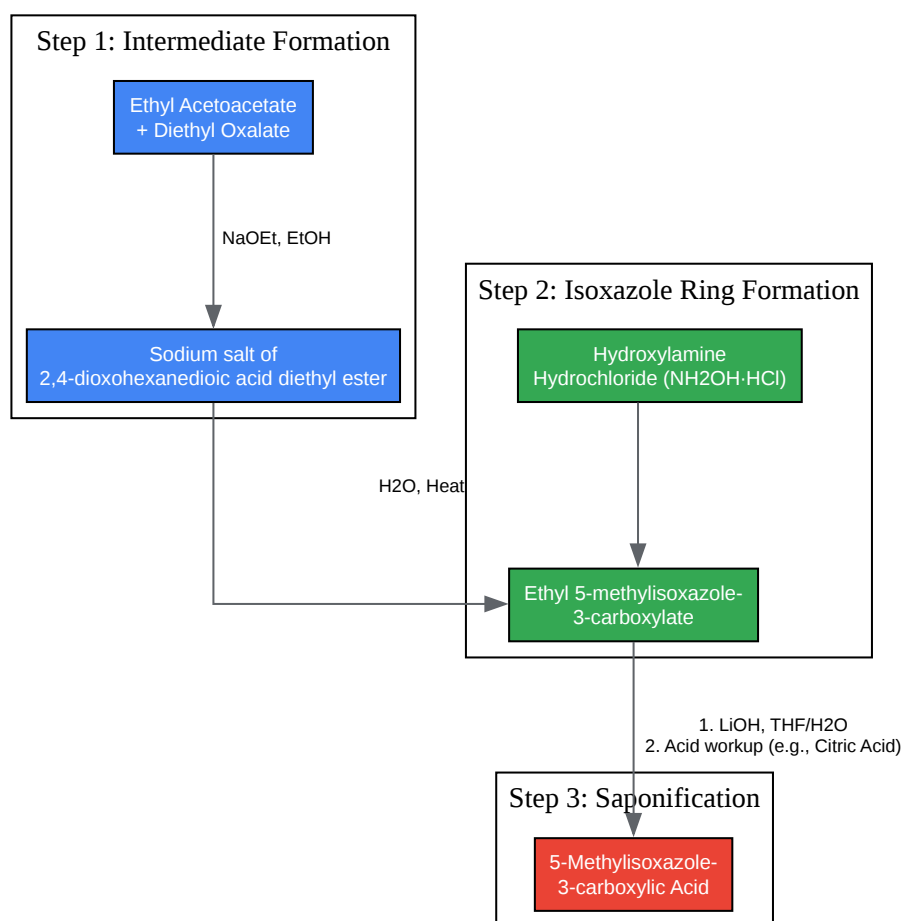 Step 1: Intermediate Formation
Ethyl Acetoacetate
+ Diethyl Oxalate
NaOEt, EtOH
Sodium salt of
2,4-dioxohexanedioic acid diethyl ester
Step 2: Isoxazole Ring Formation
Hydroxylamine
Hydrochloride (NH2OH·HCl)
H2O, Heat
Ethyl 5-methylisoxazole-
3-carboxylate
1. LiOH, THF/H2O
2. Acid workup (e.g., Citric Acid)
Step 3: Saponification
5-Methylisoxazole-
3-carboxylic Acid